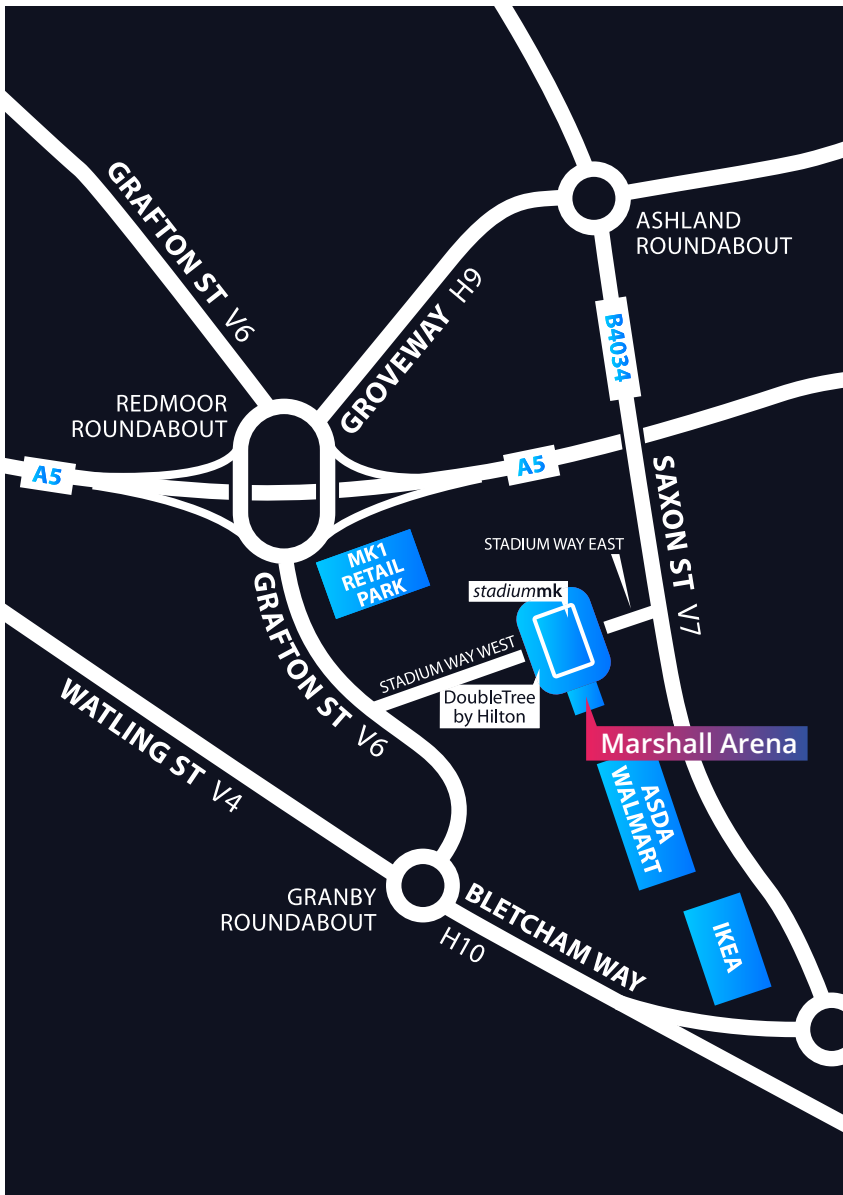 GRAFTON ST V6
ASHLAND
ROUNDABOUT
GROVEWAY H9
B4034
REDMOOR
ROUNDABOUT
A5
A5
SAXON ST V7
MK1
RETAIL
PARK
STADIUM WAY EAST
stadiummk
GRAFTON ST V6
STADIUM WAY WEST
DoubleTree
by Hilton
WATLING ST V4
Marshall Arena
ASDA
WALMART
GRANBY
ROUNDABOUT
BLETCHAM WAY
H10
IKEA